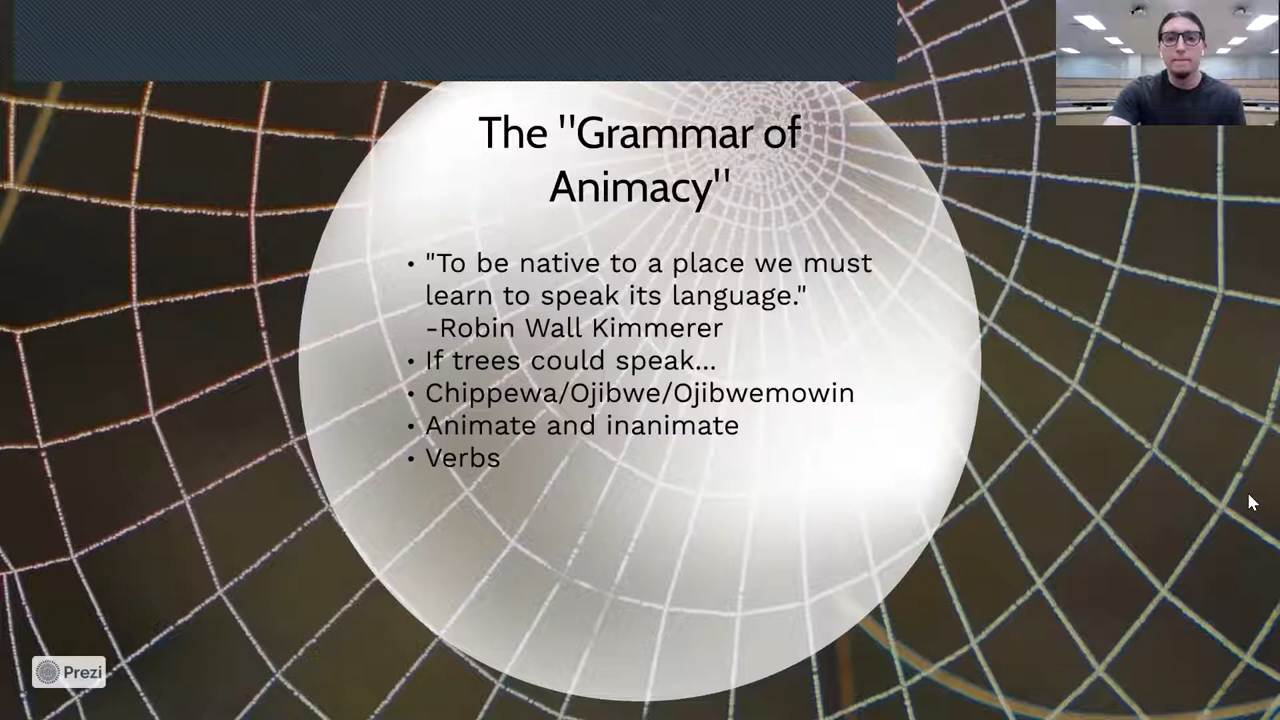 The "Grammar of
Animacy"
• "To be native to a place we must
learn to speak its language."
-Robin Wall Kimmerer
• If trees could speak...
• Chippewa/Ojibwe/Ojibwemowin
• Animate and inanimate
• Verbs
Prezi